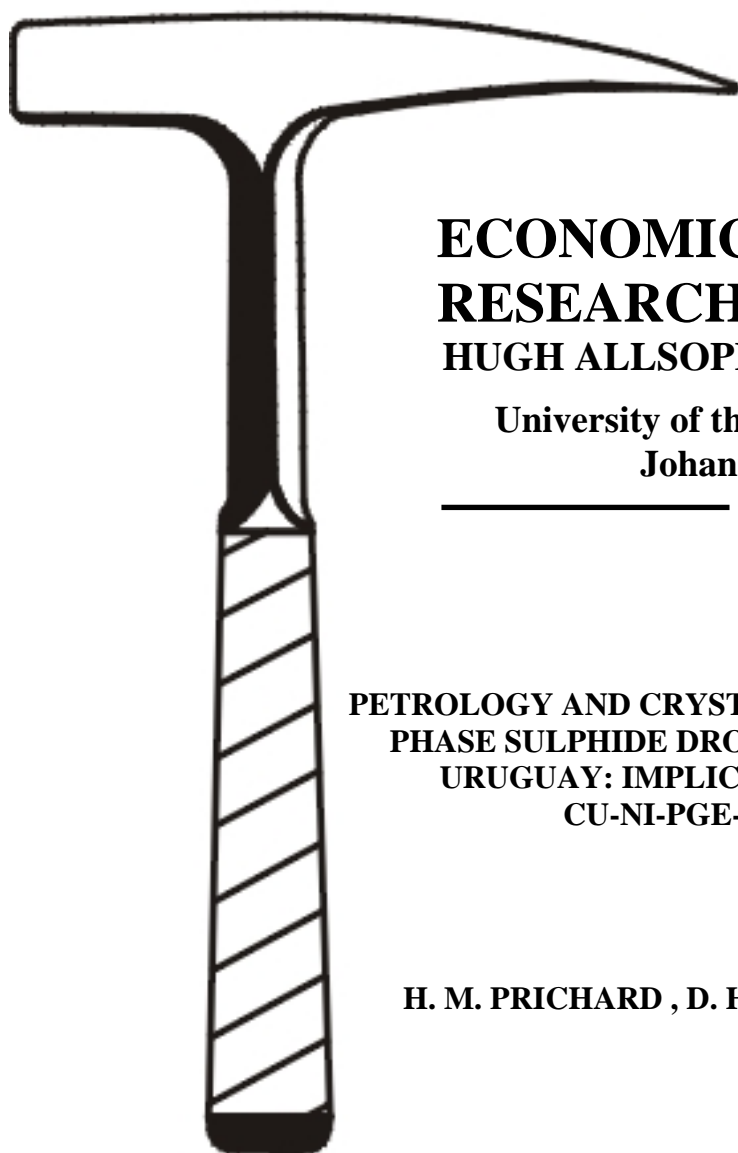 ECONOMIC
RESEARCH
HUGH ALLSOPP
University of th
Johan
PETROLOGY AND CRYST
PHASE SULPHIDE DRO
URUGUAY: IMPLIC
CU-NI-PGE-
H. M. PRICHARD , D. H